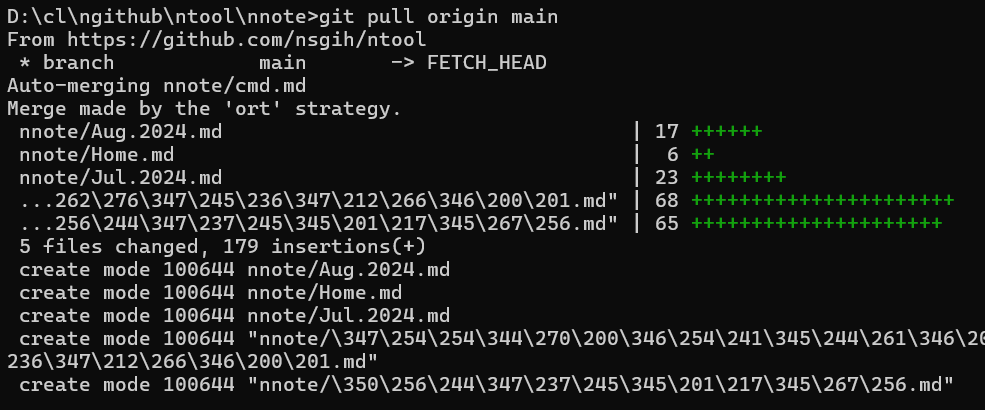 D:\cl\ngithub\ntool\nnote>git pull origin main
From https://github.com/nsgih/ntool
 * branch            main       -> FETCH_HEAD
Auto-merging nnote/cmd.md
Merge made by the 'ort' strategy.
 nnote/Aug.2024.md                                  | 17 ++++++
 nnote/Home.md                                      |  6 ++
 nnote/Jul.2024.md                                  | 23 ++++++++
 ...262\276\347\245\236\347\212\266\346\200\201.md" | 68 ++++++++++++++++++++++
 ...256\244\347\237\245\345\201\217\345\267\256.md" | 65 +++++++++++++++++++++
 5 files changed, 179 insertions(+)
 create mode 100644 nnote/Aug.2024.md
 create mode 100644 nnote/Home.md
 create mode 100644 nnote/Jul.2024.md
 create mode 100644 "nnote/\347\254\254\344\270\200\346\254\241\345\244\261\346\20
236\347\212\266\346\200\201.md"
 create mode 100644 "nnote/\350\256\244\347\237\245\345\201\217\345\267\256.md"